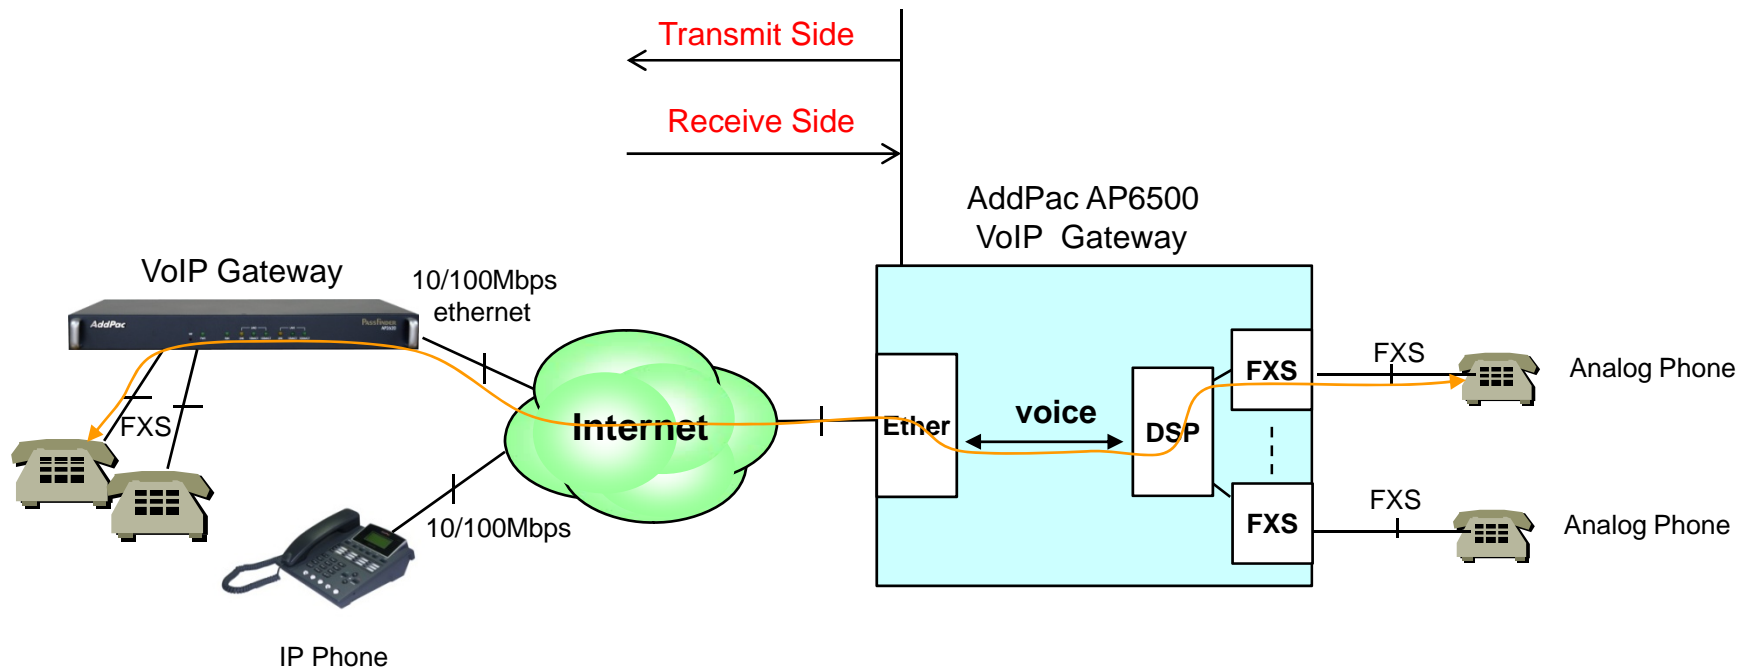 Transmit Side
Receive Side
AddPac AP6500
VoIP Gateway
VoIP Gateway
10/100Mbps
ethernet
AddPac
FXS
Internet
10/100Mbps
IP Phone
Ether
voice
DSP
FXS
FXS
FXS
Analog Phone
FXS
Analog Phone